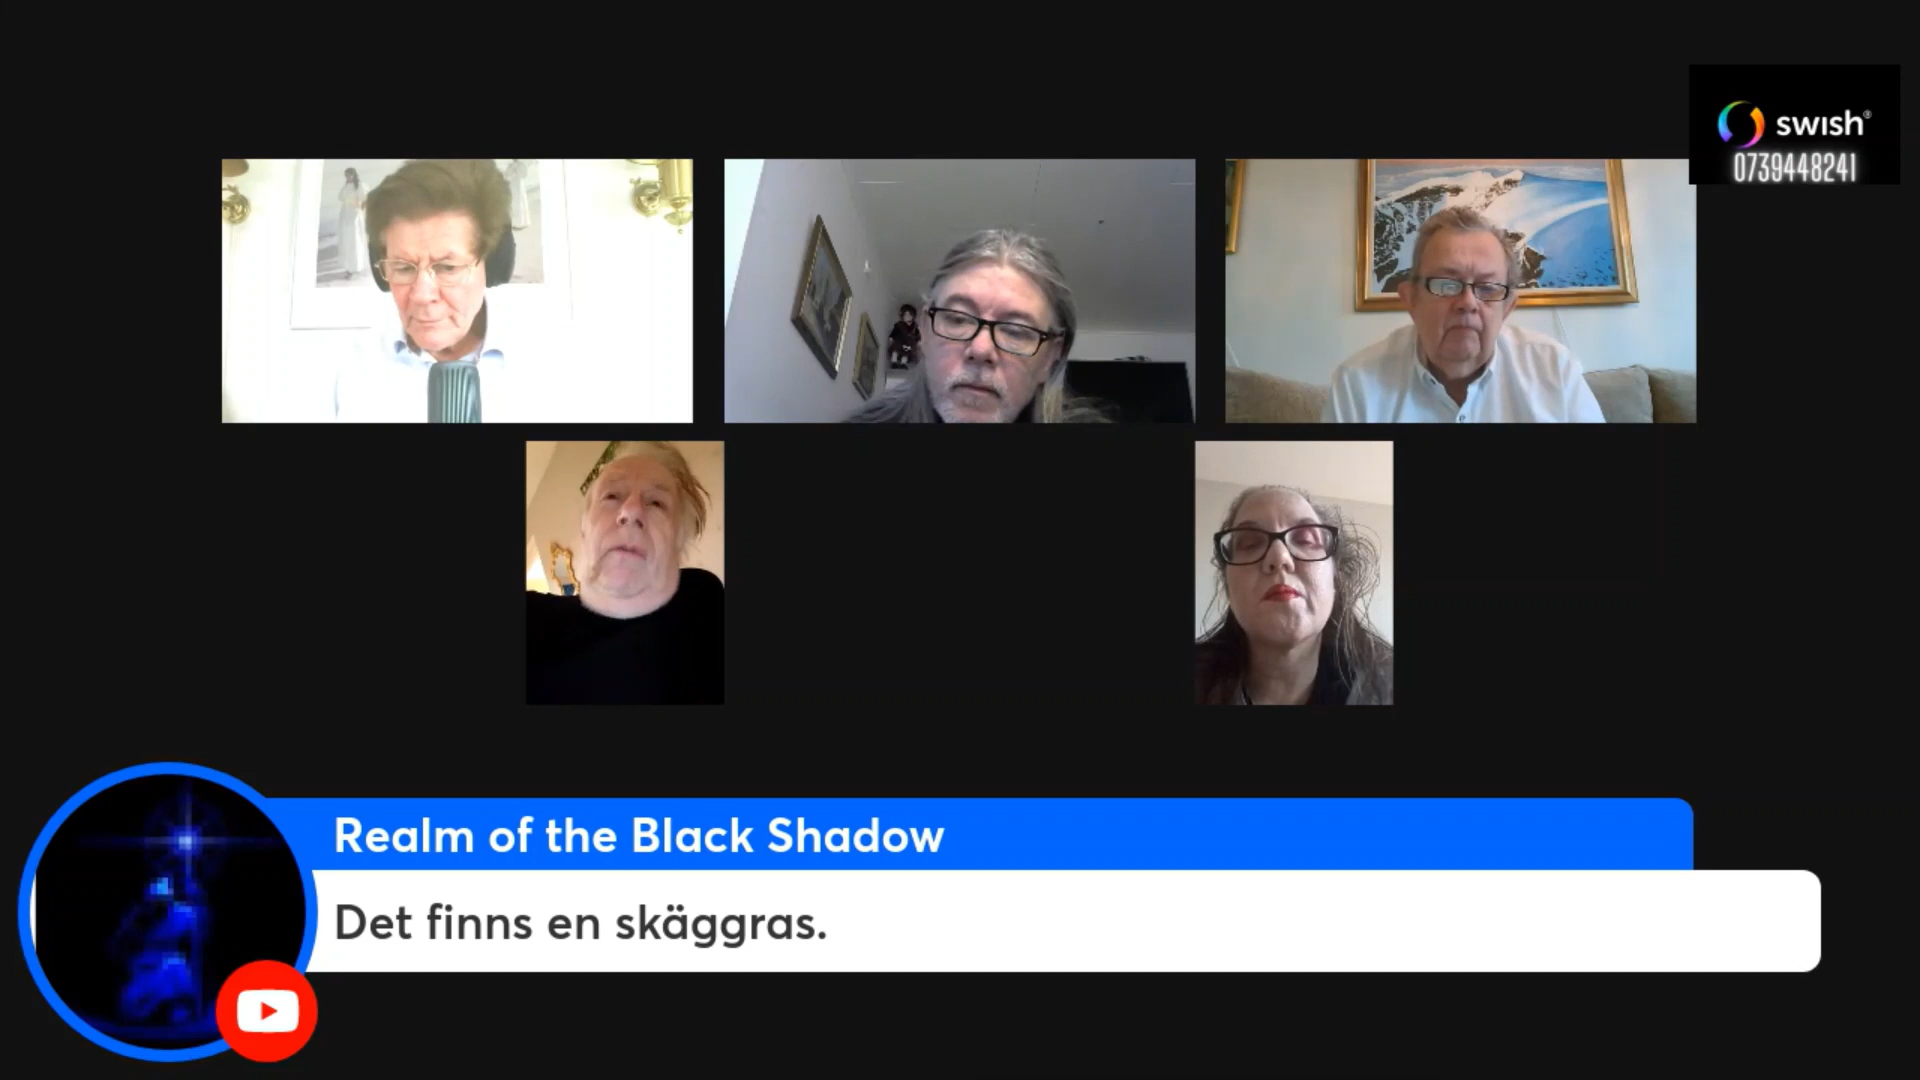 swish®
0739448241
Realm of the Black Shadow
Det finns en skäggras.